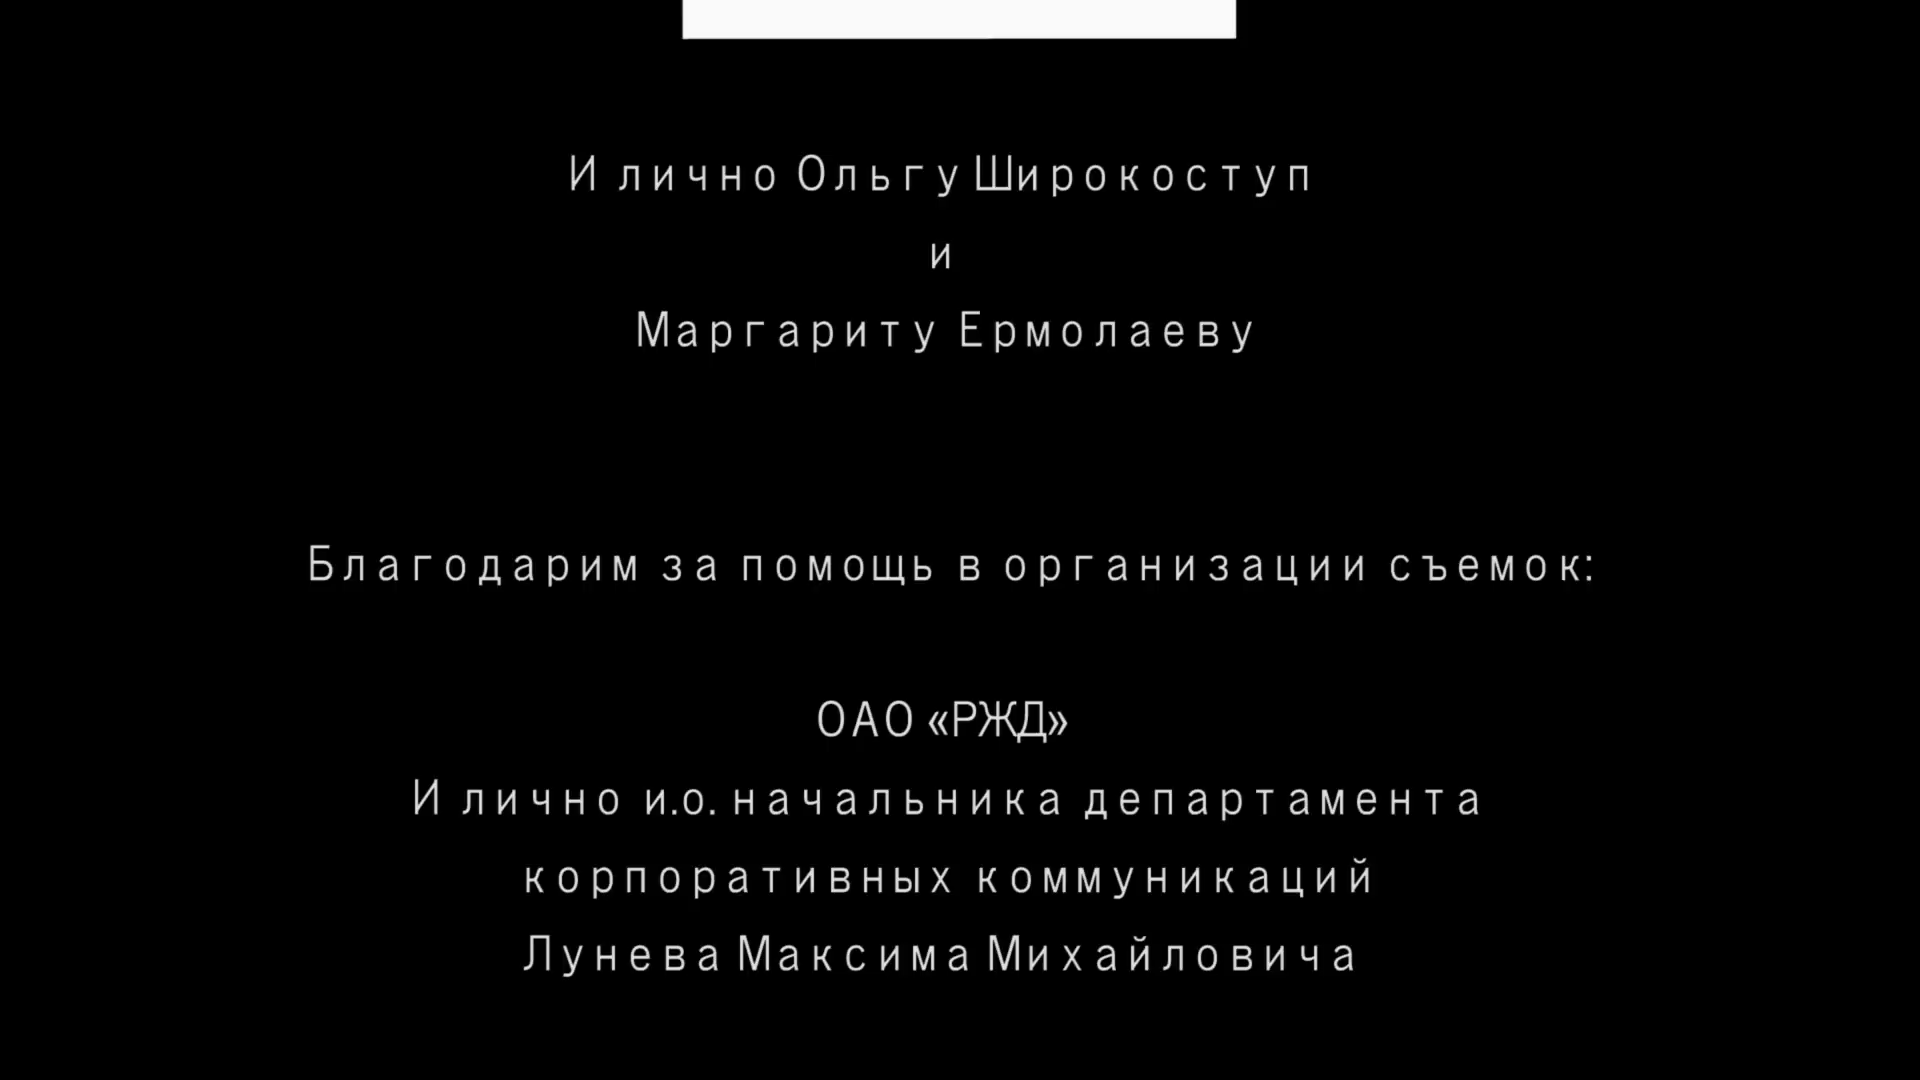 И лично Ольгу Широкоступ
и
Маргариту Ермолаеву
Благодарим за помощь в организации съемок:
ОАО «РЖД»
И лично и.о. начальника департамента
корпоративных коммуникаций
Лунева Максима Михайловича